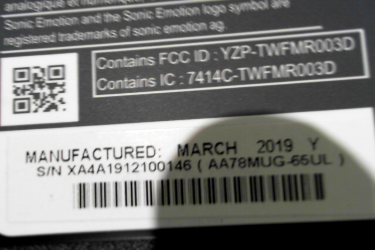 Sonic Emotion and the Sonic Emotion logo symbol are
registered trademarks of sonic emotion ag.
Contains FCC ID : YZP-TWFMR003D
Contains IC : 7414C-TWFMR003D
MANUFACTURED: MARCH 2019 Y
S/N XA4A1912100146 ( AA78MUG-65UL )